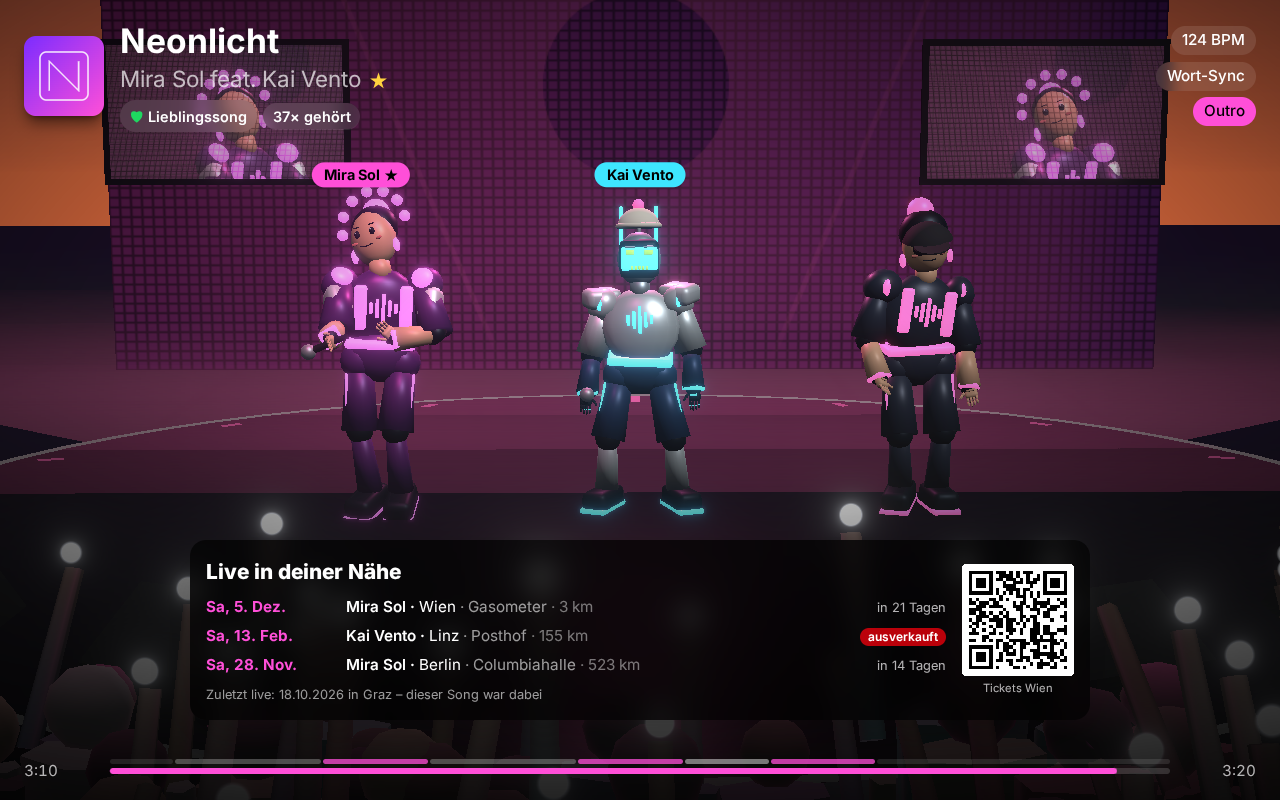 Neonlicht
Mira Sol feat. Kai Vento ★
Lieblingssong
37× gehört
124 BPM
Wort-Sync
Outro
N
Mira Sol ★
Kai Vento
Live in deiner Nähe
Sa, 5. Dez. Mira Sol · Wien · Gasometer · 3 km in 21 Tagen
Sa, 13. Feb. Kai Vento · Linz · Posthof · 155 km ausverkauft
Sa, 28. Nov. Mira Sol · Berlin · Columbiahalle · 523 km in 14 Tagen
Zuletzt live: 18.10.2026 in Graz – dieser Song war dabei
Tickets Wien
3:10
3:20